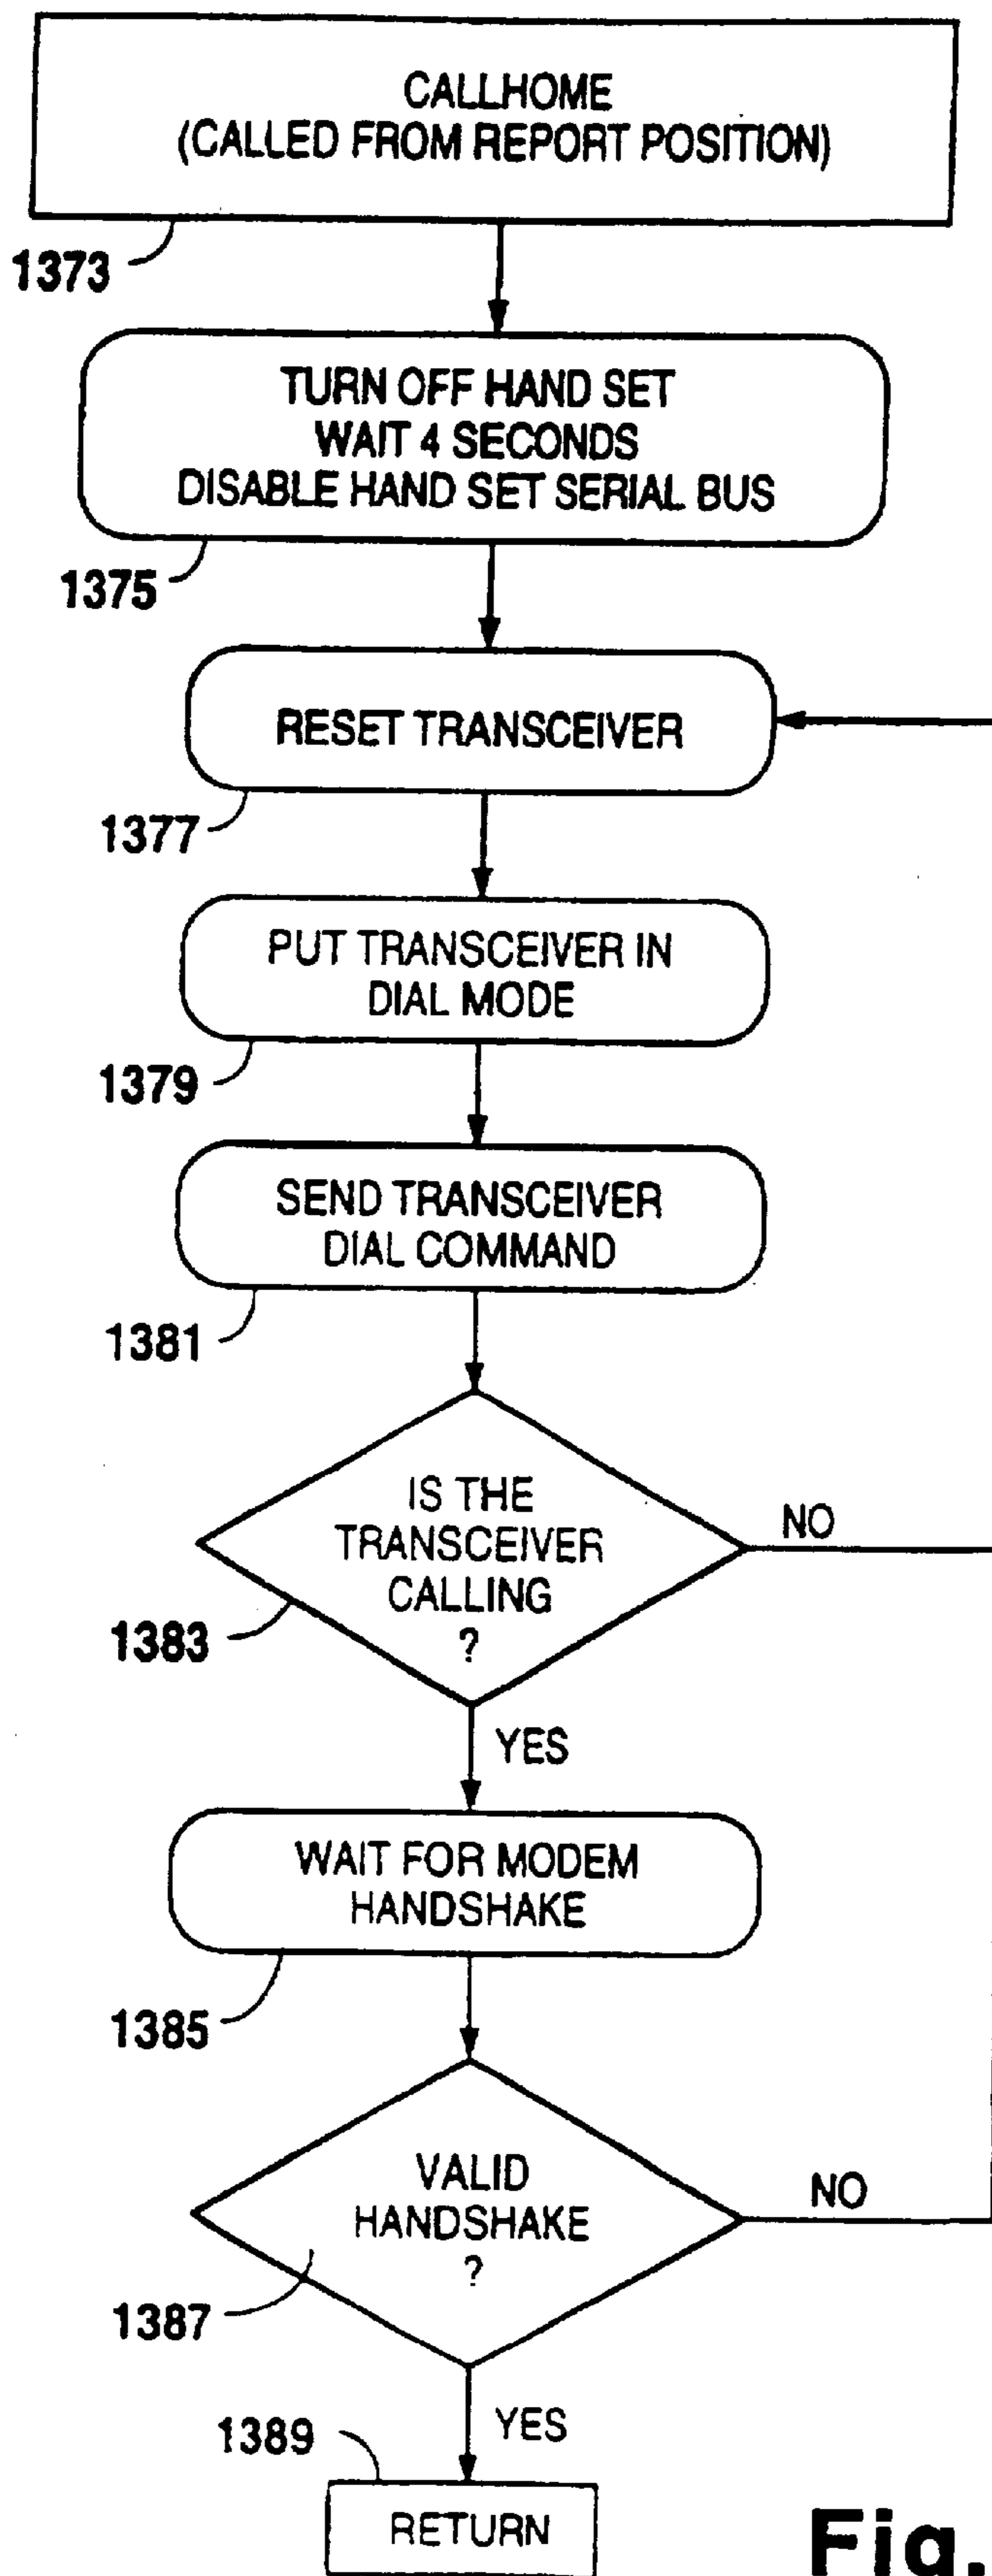 CALLHOME
(CALLED FROM REPORT POSITION)
1373
TURN OFF HAND SET
WAIT 4 SECONDS
DISABLE HAND SET SERIAL BUS
1375
RESET TRANSCEIVER
1377
PUT TRANSCEIVER IN
DIAL MODE
1379
SEND TRANSCEIVER
DIAL COMMAND
1381
IS THE
TRANSCEIVER
CALLING
?
NO
1383
YES
WAIT FOR MODEM
HANDSHAKE
1385
VALID
HANDSHAKE
?
NO
1387
YES
1389
RETURN
Fig.